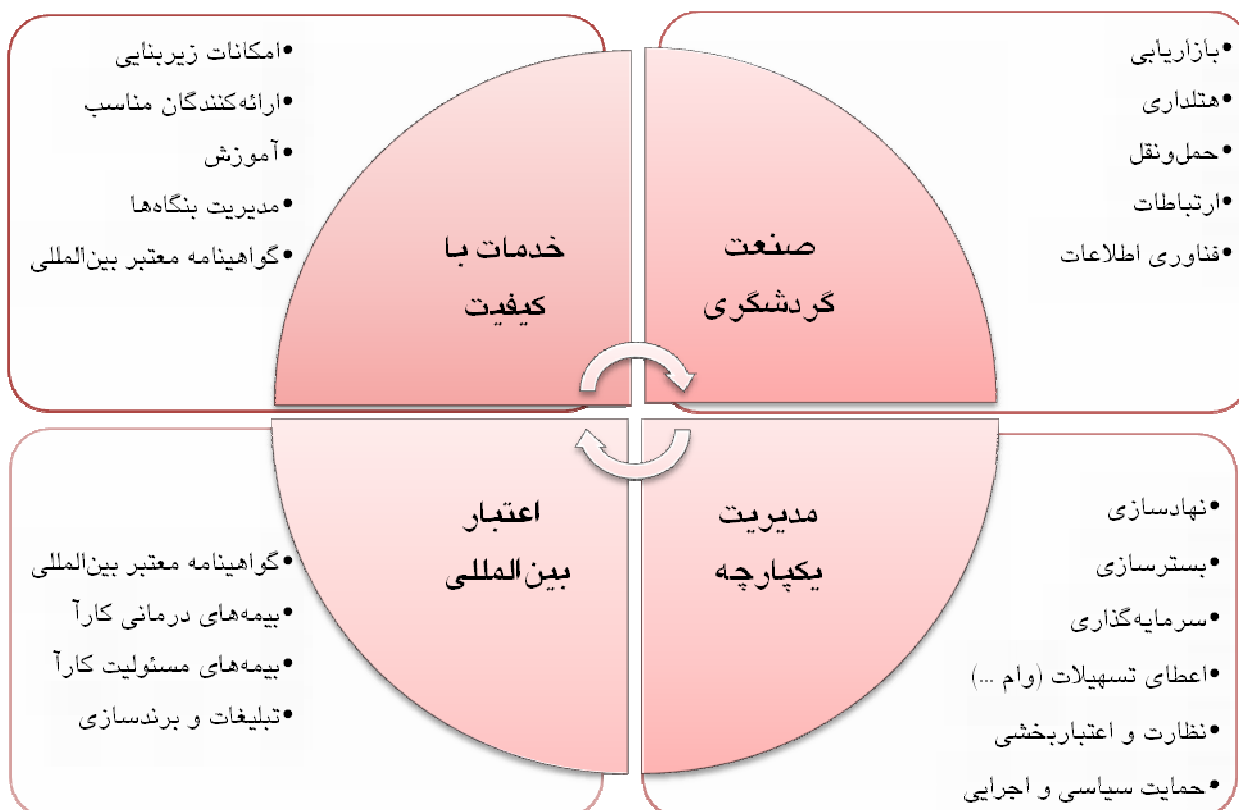 •بازاریابی
•هتلداری
•حمل‌ونقل
•ارتباطات
•فناوری اطلاعات
صنعت
گردشگری
خدمات با
کیفیت
•امکانات زیربنایی
•ارائه‌کنندگان مناسب
•آموزش
•مدیریت بنگاه‌ها
•گواهینامه معتبر بین‌المللی
•نهادسازی
•بسترسازی
•سرمایه‌گذاری
•اعطای تسهیلات (وام ...)
•نظارت و اعتباربخشی
•حمایت سیاسی و اجرایی
مدیریت
یکپارچه
اعتبار
بین‌المللی
•گواهینامه معتبر بین‌المللی
•بیمه‌های درمانی کارآ
•بیمه‌های مسئولیت کارآ
•تبلیغات و برندسازی